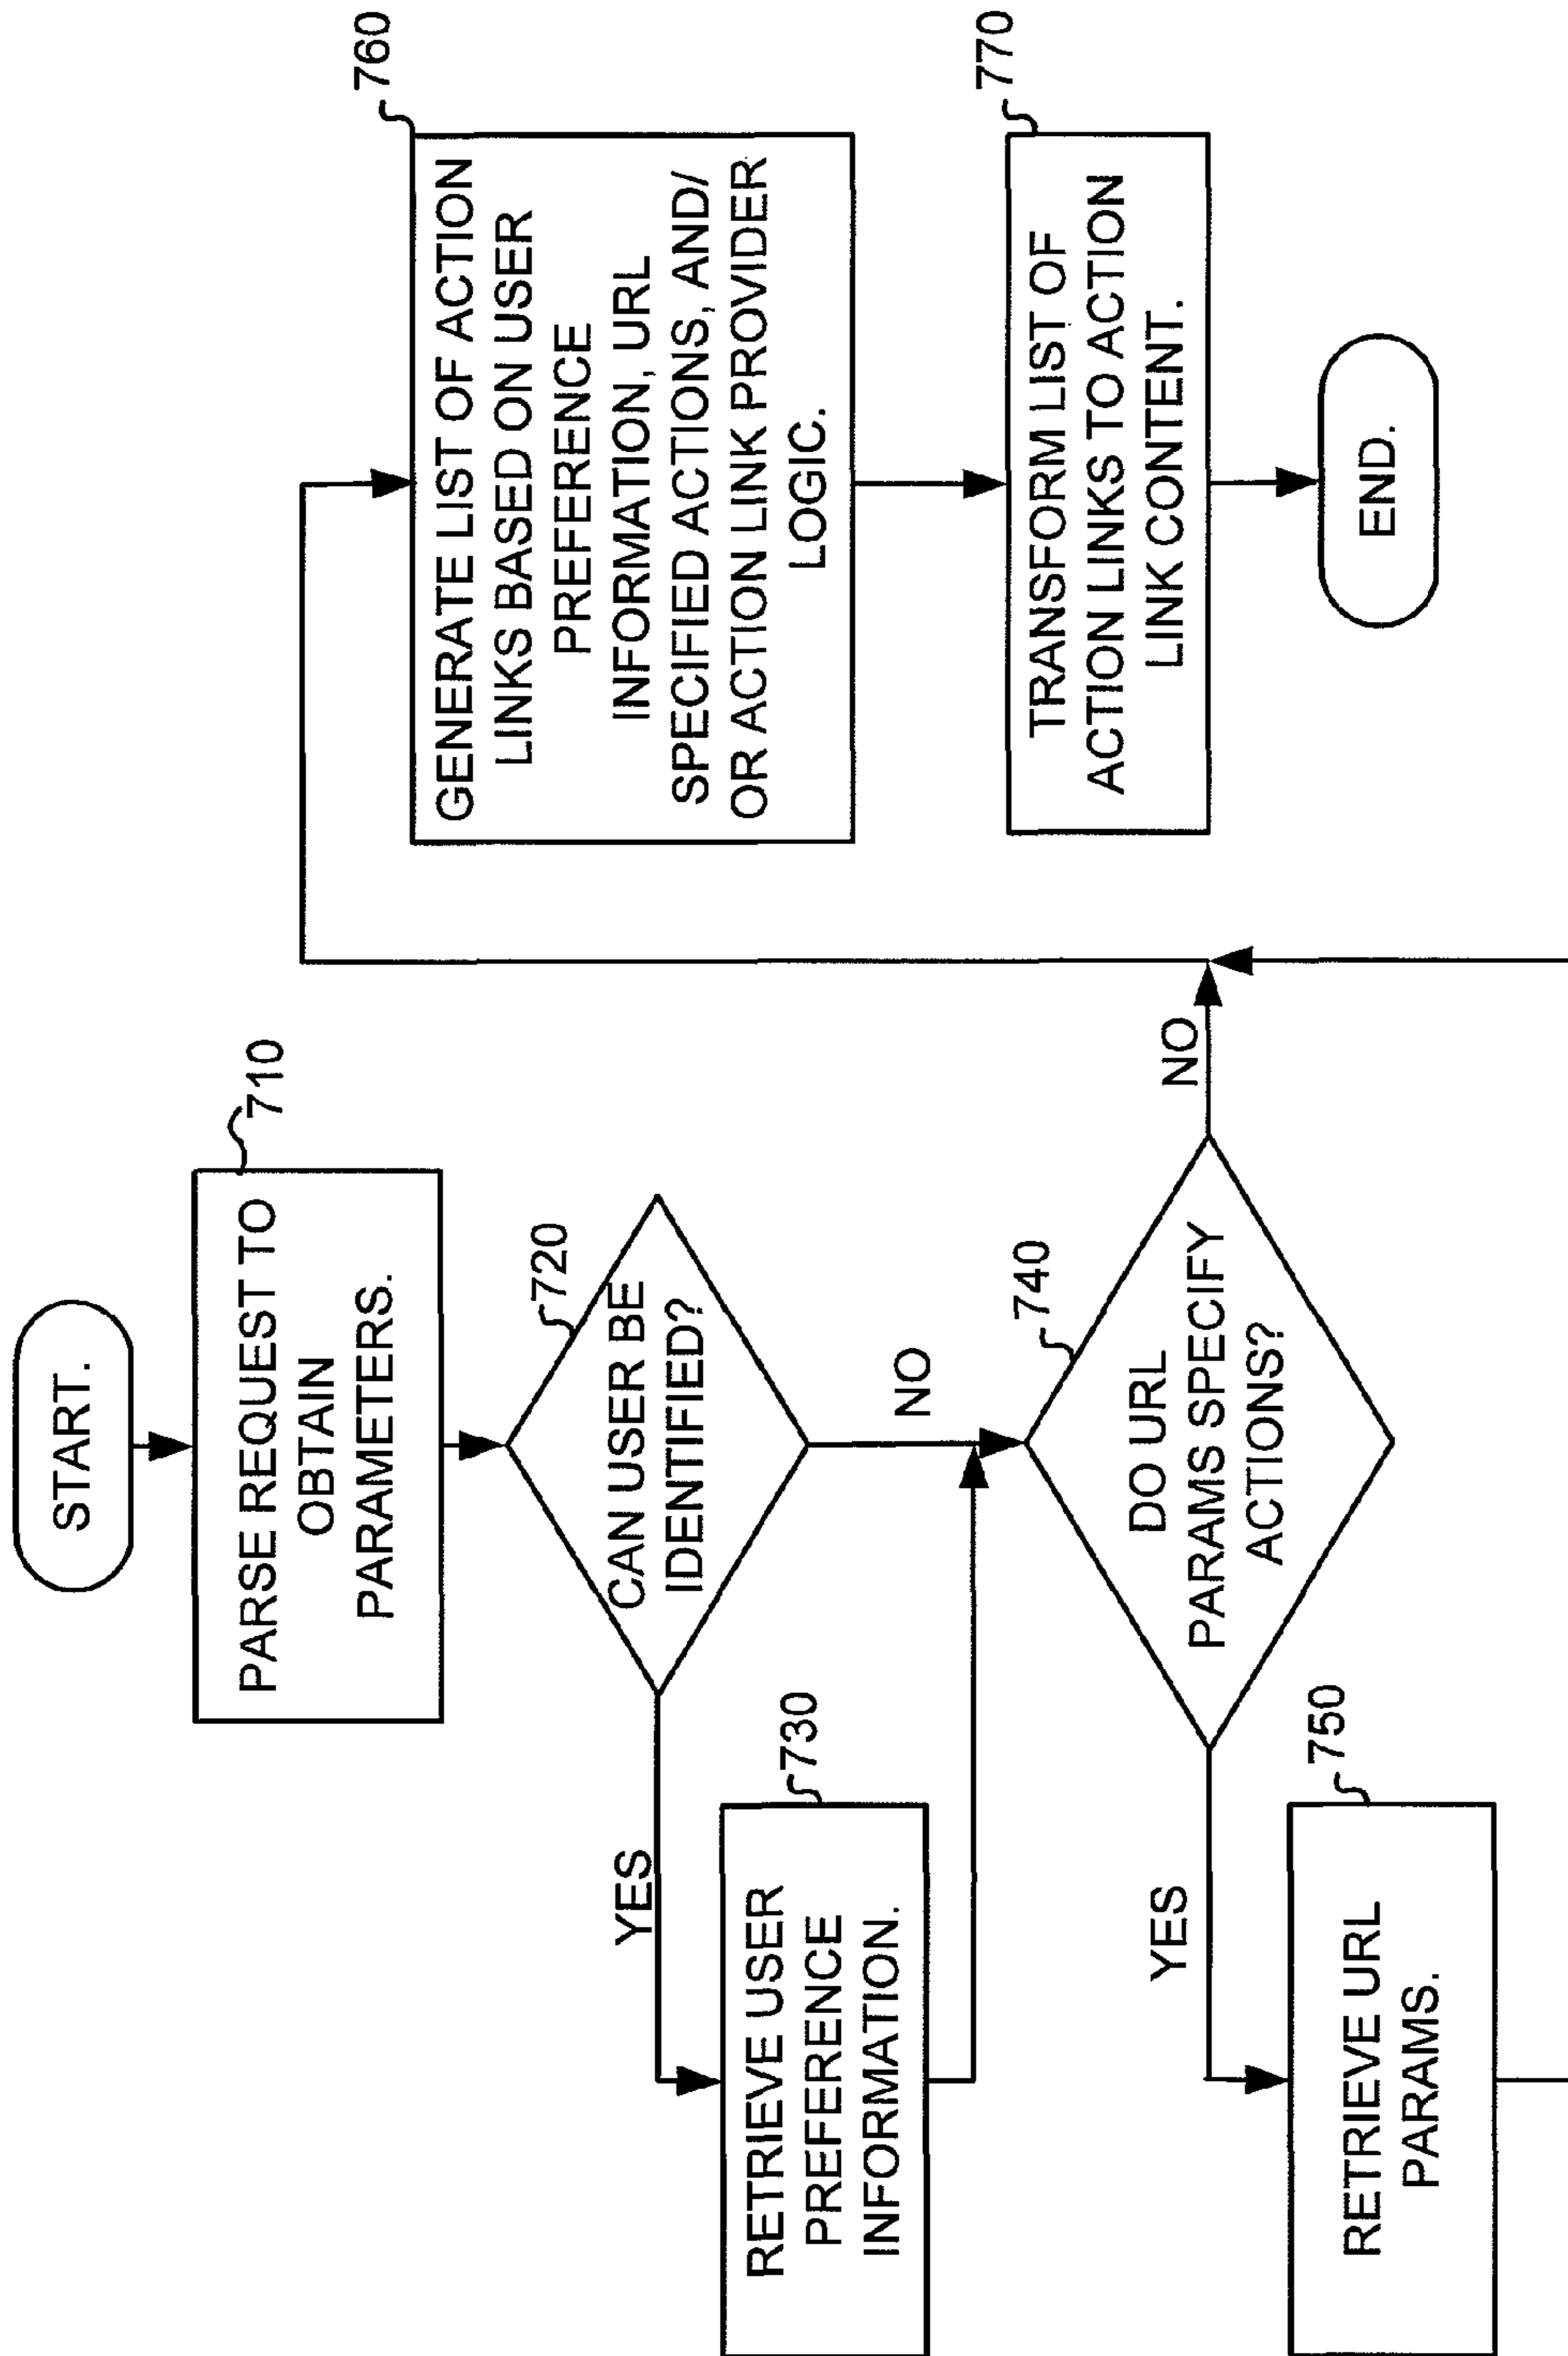 START.
710
PARSE REQUEST TO
OBTAIN
PARAMETERS.
720
CAN USER BE
IDENTIFIED?
YES
NO
730
RETRIEVE USER
PREFERENCE
INFORMATION.
740
DO URL
PARAMS SPECIFY
ACTIONS?
YES
NO
750
RETRIEVE URL
PARAMS.
760
GENERATE LIST OF ACTION
LINKS BASED ON USER
PREFERENCE
INFORMATION, URL
SPECIFIED ACTIONS, AND/
OR ACTION LINK PROVIDER
LOGIC.
770
TRANSFORM LIST OF
ACTION LINKS TO ACTION
LINK CONTENT.
END.